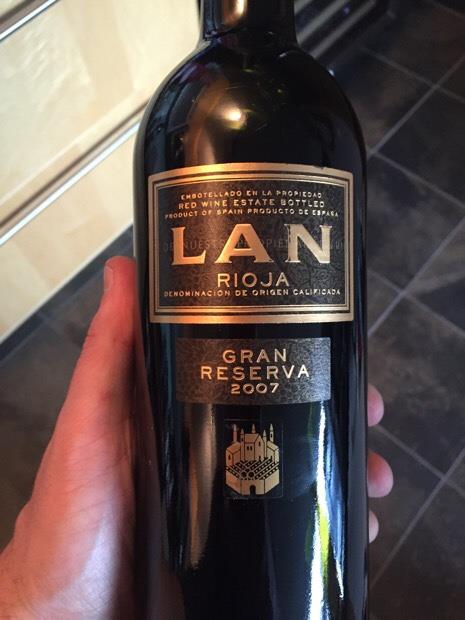 EMBOTELLADO EN LA PROPIEDAD
RED WINE ESTATE BOTTLED
PRODUCT OF SPAIN PRODUCTO DE ESPAÑA
LAN
RIOJA
DENOMINACIÓN DE ORIGEN CALIFICADA
GRAN
RESERVA
2007